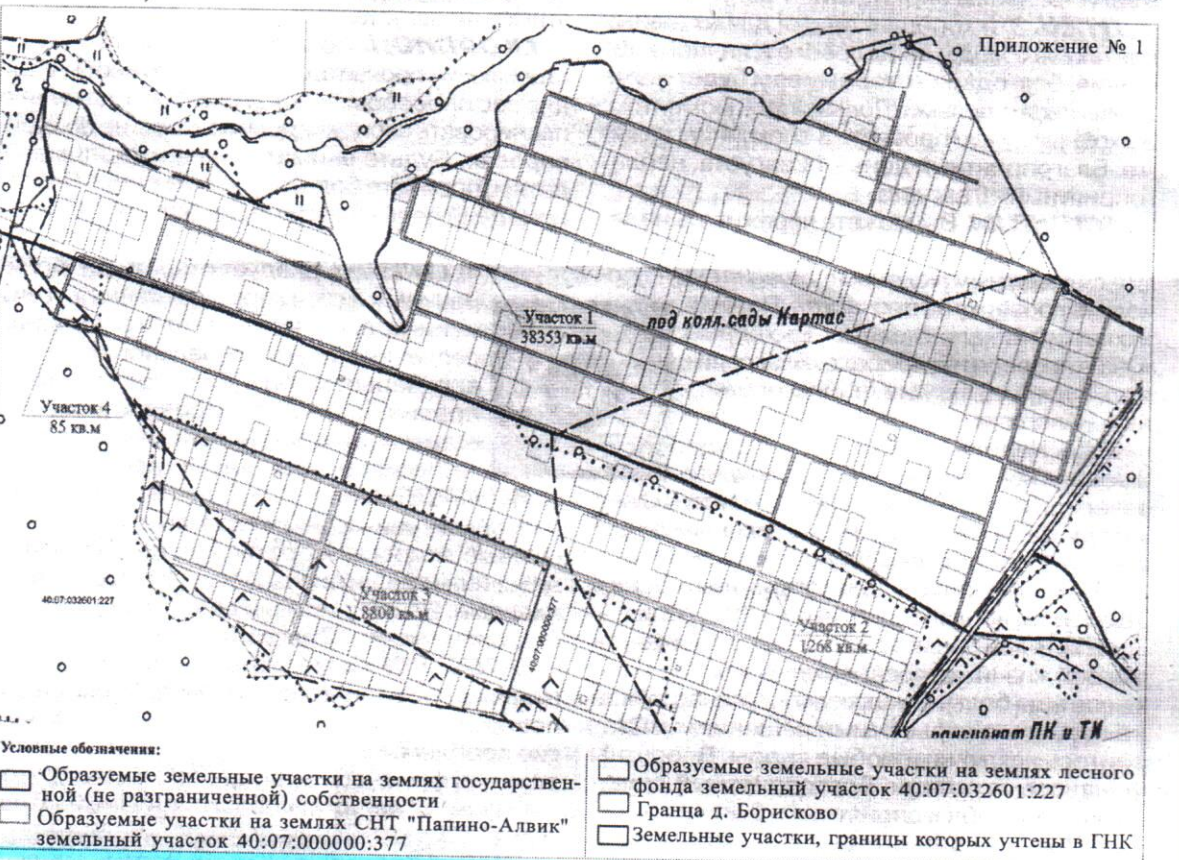 Приложение № 1
2
Участок 1
38353 кв.м
под колл.сады Картас
Участок 4
85 кв.м
40:07:032601:227
Участок 3
8800 кв.м
40:07:000000:377
Участок 2
1268 кв.м
пансионат ПК и ТИ
Условные обозначения:
Образуемые земельные участки на землях государствен-
ной (не разграниченной) собственности
Образуемые участки на землях СНТ "Папино-Алвик"
земельный участок 40:07:000000:377
Образуемые земельные участки на землях лесного
фонда земельный участок 40:07:032601:227
Гранца д. Борисково
Земельные участки, границы которых учтены в ГНК